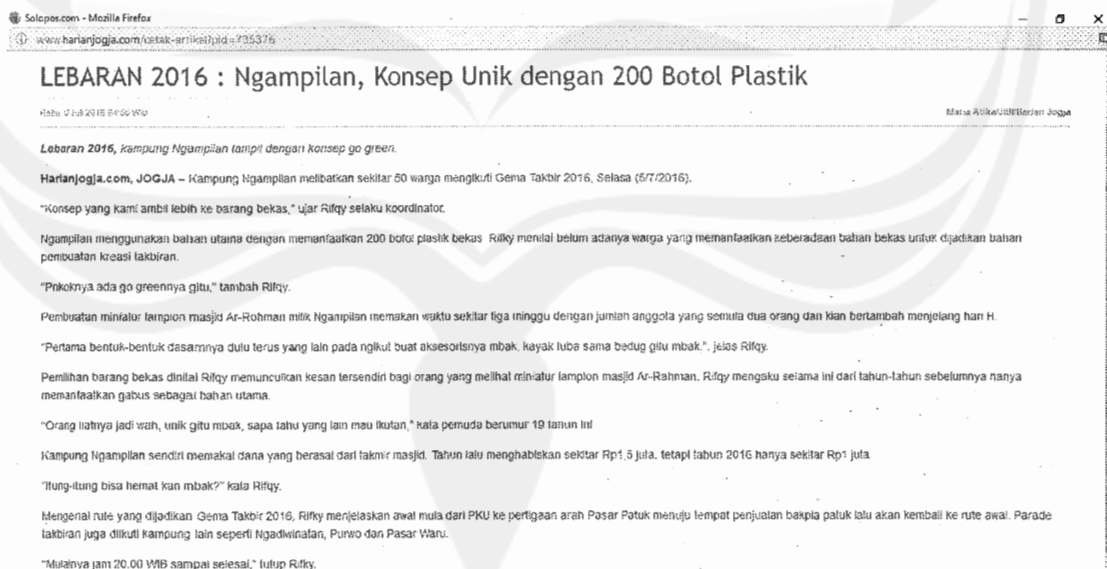 Solopos.com - Mozilla Firefox
www.harianjogja.com/cetak-artikel?pid=735376
LEBARAN 2016 : Ngampilan, Konsep Unik dengan 200 Botol Plastik
Lebaran 2016, kampung Ngampilan tampil dengan konsep go green.
Harianjogja.com, JOGJA – Kampung Ngampilan melibatkan sekitar 50 warga mengikuti Gema Takbir 2016, Selasa (5/7/2016).
"Konsep yang kami ambil lebih ke barang bekas," ujar Rifqy selaku koordinator.
Ngampilan menggunakan bahan utama dengan memanfaatkan 200 botol plastik bekas Rifky menilai belum adanya warga yang memanfaatkan keberadaan bahan bekas untuk dijadikan bahan
pembuatan kreasi takbiran.
"Pokoknya ada go greennya gitu," tambah Rifqy.
Pembuatan miniatur lampion masjid Ar-Rohman milik Ngampilan memakan waktu sekitar tiga minggu dengan jumlah anggota yang semula dua orang dan kian bertambah menjelang hari H.
"Pertama bentuk-bentuk dasarnya dulu terus yang lain pada ngikut buat aksesorisnya mbak, kayak kuba sama bedug gitu mbak.", jelas Rifqy.
Pemilihan barang bekas dinilai Rifqy memunculkan kesan tersendiri bagi orang yang melihat miniatur lampion masjid Ar-Rahman. Rifqy mengaku selama ini dari tahun-tahun sebelumnya hanya
memanfaatkan gabus sebagai bahan utama.
"Orang liatnya jadi wah, unik gitu mbak, sapa tahu yang lain mau ikutan," kata pemuda berumur 19 tahun ini
Kampung Ngampilan sendiri memakai dana yang berasal dari takmir masjid. Tahun lalu menghabiskan sekitar Rp1,5 juta, tetapi tahun 2016 hanya sekitar Rp1 juta
"Itung-itung bisa hemat kan mbak?" kata Rifqy.
Mengenai rute yang dijadikan Gema Takbir 2016, Rifky menjelaskan awal mula dari PKU ke pertigaan arah Pasar Patuk menuju tempat penjualan bakpia patuk lalu akan kembali ke rute awal. Parade
takbiran juga diikuti kampung lain seperti Ngadiwinatan, Purwo dan Pasar Waru.
"Mulainya jam 20.00 WIB sampai selesai," tutup Rifky.